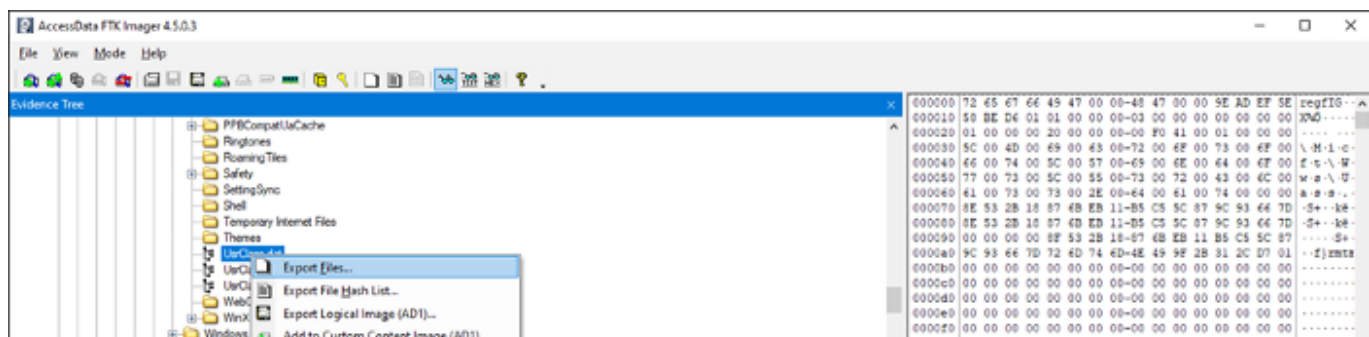 AccessData FTK Imager 4.5.0.3
File View Mode Help
Evidence Tree
PPBCompatUaCache
Ringtones
RoamingTiles
Safety
SettingSync
Shell
Temporary Internet Files
Themes
UsrClass.dat
Export Files...
UsrCl
Export File Hash List...
UsrCl
WebC
Export Logical Image (AD1)...
WinX
Windows
Add to Custom Content Image (AD1)
000000 72 65 67 66 49 47 00 00-48 47 00 00 9E AD EF 5E regfIG··
000010 58 BE D6 01 01 00 00 00-03 00 00 00 00 00 00 00
000020 01 00 00 00 20 00 00 00-00 F0 41 00 01 00 00 00
000030 5C 00 4D 00 69 00 63 00-72 00 6F 00 73 00 6F 00 \·M·i·c·
000040 66 00 74 00 5C 00 57 00-69 00 6E 00 64 00 6F 00 f·t·\·W·
000050 77 00 73 00 5C 00 55 00-73 00 72 00 43 00 6C 00 w·s·\·U·
000060 61 00 73 00 73 00 2E 00-64 00 61 00 74 00 00 00 a·s·s·.·
000070 8E 53 2B 18 87 6B EB 11-B5 C5 5C 87 9C 93 66 7D ·S+··kë·
000080 8E 53 2B 18 87 6B EB 11-B5 C5 5C 87 9C 93 66 7D ·S+··kë·
000090 00 00 00 00 8F 53 2B 18-87 6B EB 11 B5 C5 5C 87 ·····S+·
0000a0 9C 93 66 7D 72 6D 74 6D-4E 49 9F 2B 31 2C D7 01 ··f}rmtm
0000b0 00 00 00 00 00 00 00 00-00 00 00 00 00 00 00 00 ········
0000c0 00 00 00 00 00 00 00 00-00 00 00 00 00 00 00 00 ········
0000d0 00 00 00 00 00 00 00 00-00 00 00 00 00 00 00 00 ········
0000e0 00 00 00 00 00 00 00 00-00 00 00 00 00 00 00 00 ········
0000f0 00 00 00 00 00 00 00 00-00 00 00 00 00 00 00 00 ········